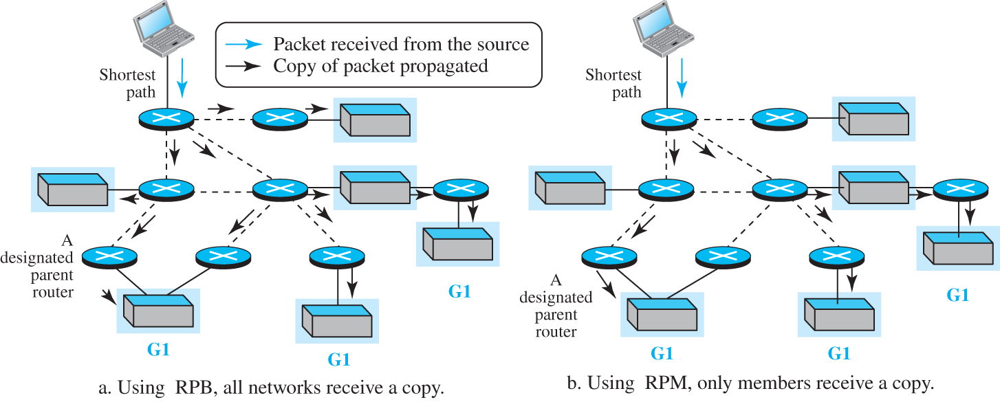 Packet received from the source
Copy of packet propagated
Shortest
path
A
designated
parent
router
G1
G1
G1
a. Using RPB, all networks receive a copy.
Shortest
path
A
designated
parent
router
G1
G1
G1
b. Using RPM, only members receive a copy.